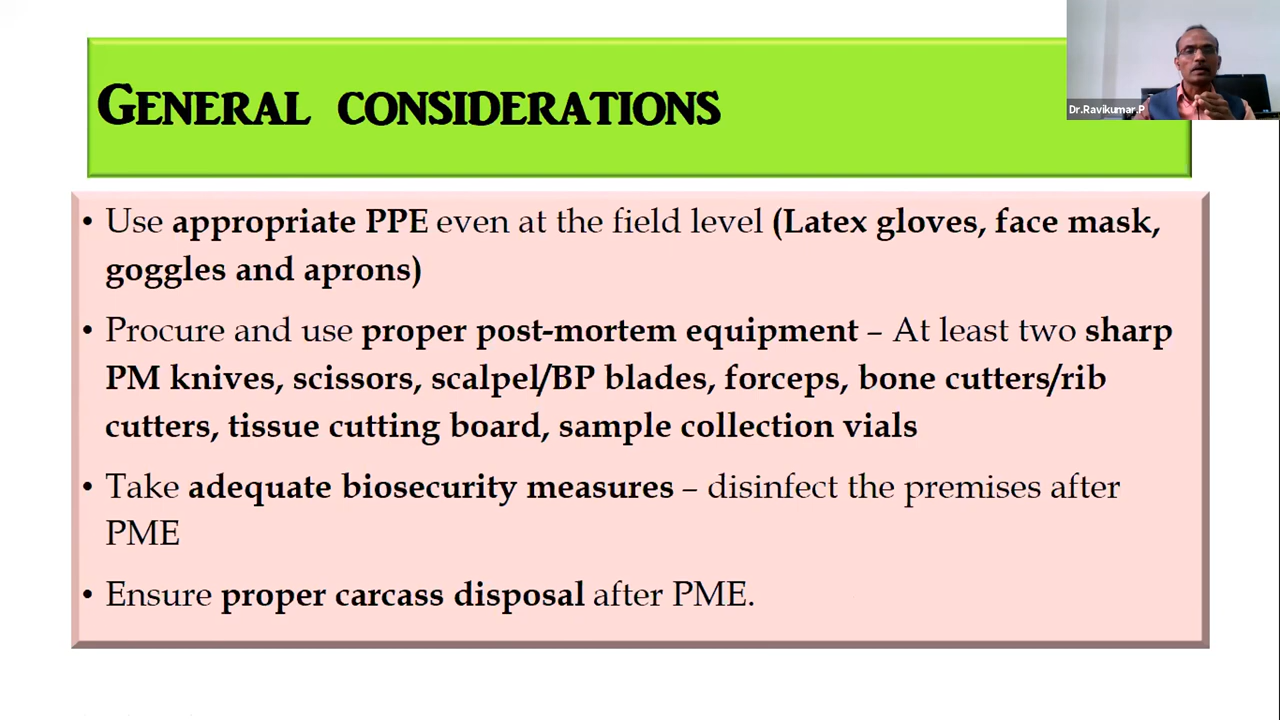 GENERAL CONSIDERATIONS
Dr.Ravikumar.P
• Use appropriate PPE even at the field level (Latex gloves, face mask,
goggles and aprons)
• Procure and use proper post-mortem equipment – At least two sharp
PM knives, scissors, scalpel/BP blades, forceps, bone cutters/rib
cutters, tissue cutting board, sample collection vials
• Take adequate biosecurity measures – disinfect the premises after
PME
• Ensure proper carcass disposal after PME.